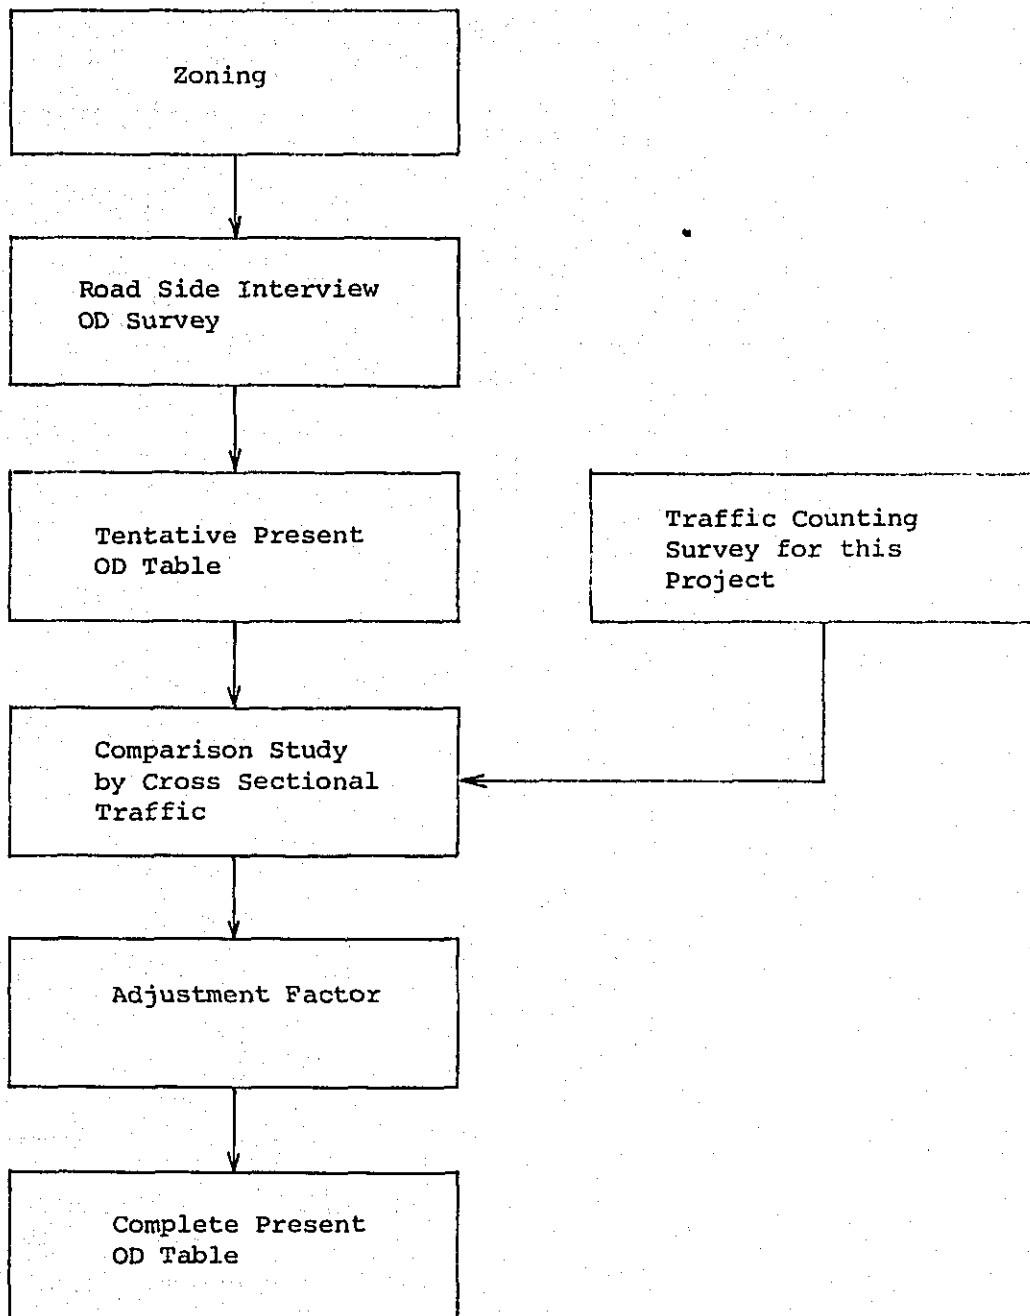 Zoning
Road Side Interview
OD Survey
Tentative Present
OD Table
Traffic Counting
Survey for this
Project
Comparison Study
by Cross Sectional
Traffic
Adjustment Factor
Complete Present
OD Table